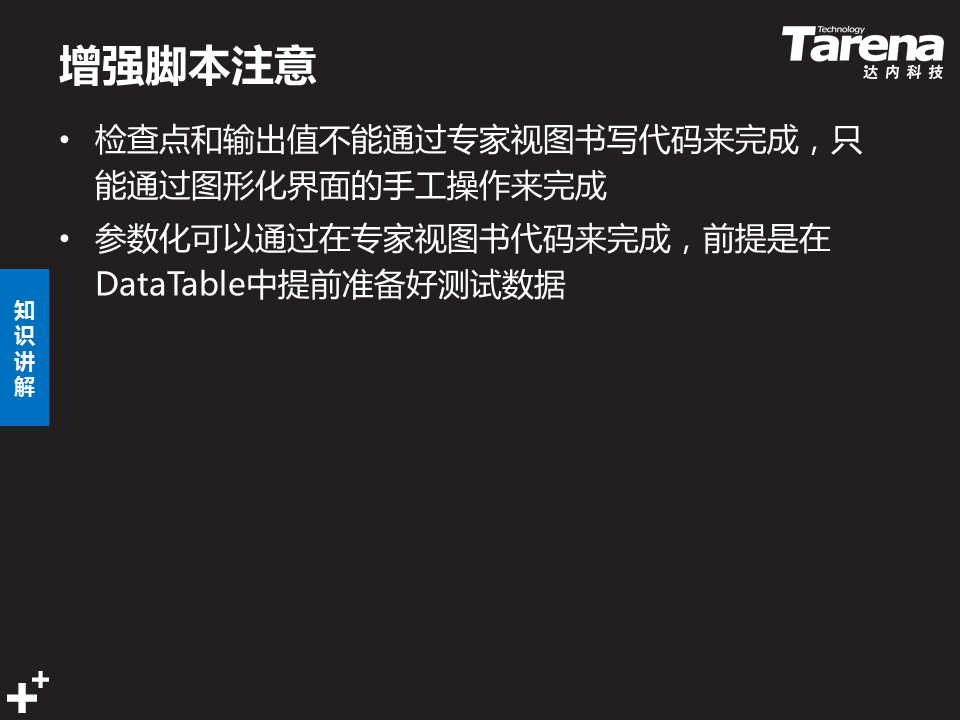 增强脚本注意
Technology
Tarena
达内科技
• 检查点和输出值不能通过专家视图书写代码来完成，只
能通过图形化界面的手工操作来完成
• 参数化可以通过在专家视图书代码来完成，前提是在
DataTable中提前准备好测试数据
知
识
讲
解